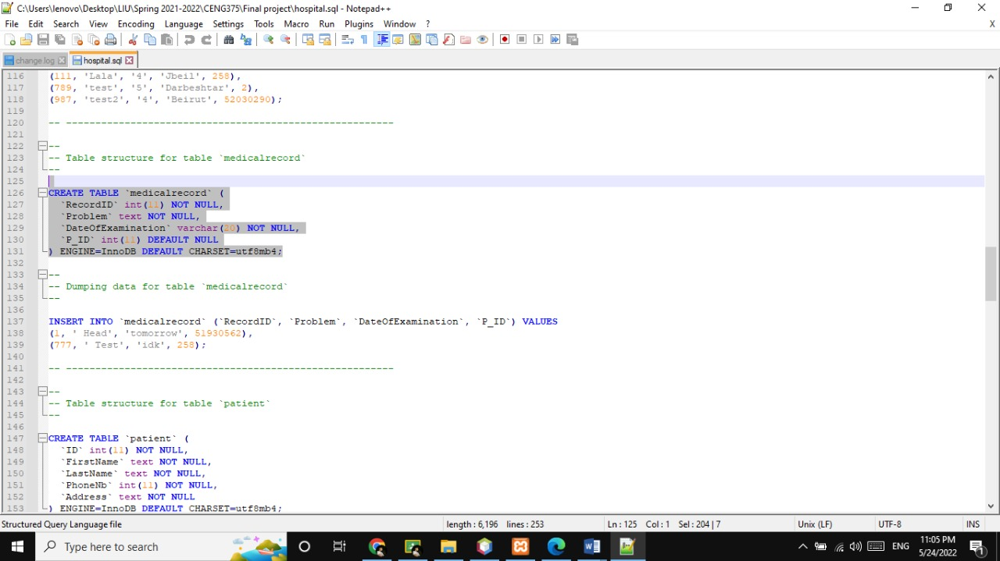 C:\Users\lenovo\Desktop\LIU\Spring 2021-2022\CENG375\Final project\hospital.sql - Notepad++
File Edit Search View Encoding Language Settings Tools Macro Run Plugins Window ? X
change.log hospital.sql
116 (111, 'Lala', '4', 'Jbeil', 258),
117 (789, 'test', '5', 'Darbeshtar', 2),
118 (987, 'test2', '4', 'Beirut', 52030290);
119
120 -- --------------------------------------------------------
121
122 --
123 -- Table structure for table `medicalrecord`
124 --
125
126 CREATE TABLE `medicalrecord` (
127 `RecordID` int(11) NOT NULL,
128 `Problem` text NOT NULL,
129 `DateOfExamination` varchar(20) NOT NULL,
130 `P_ID` int(11) DEFAULT NULL
131 ) ENGINE=InnoDB DEFAULT CHARSET=utf8mb4;
132
133 --
134 -- Dumping data for table `medicalrecord`
135 --
136
137 INSERT INTO `medicalrecord` (`RecordID`, `Problem`, `DateOfExamination`, `P_ID`) VALUES
138 (1, ' Head', 'tomorrow', 51930562),
139 (777, ' Test', 'idk', 258);
140
141 -- --------------------------------------------------------
142
143 --
144 -- Table structure for table `patient`
145 --
146
147 CREATE TABLE `patient` (
148 `ID` int(11) NOT NULL,
149 `FirstName` text NOT NULL,
150 `LastName` text NOT NULL,
151 `PhoneNb` int(11) NOT NULL,
152 `Address` text NOT NULL
153 ) ENGINE=InnoDB DEFAULT CHARSET=utf8mb4;
Structured Query Language file length : 6,196 lines : 253 Ln : 125 Col : 1 Sel : 204 | 7 Unix (LF) UTF-8 INS
Type here to search ENG 11:05 PM
5/24/2022 1